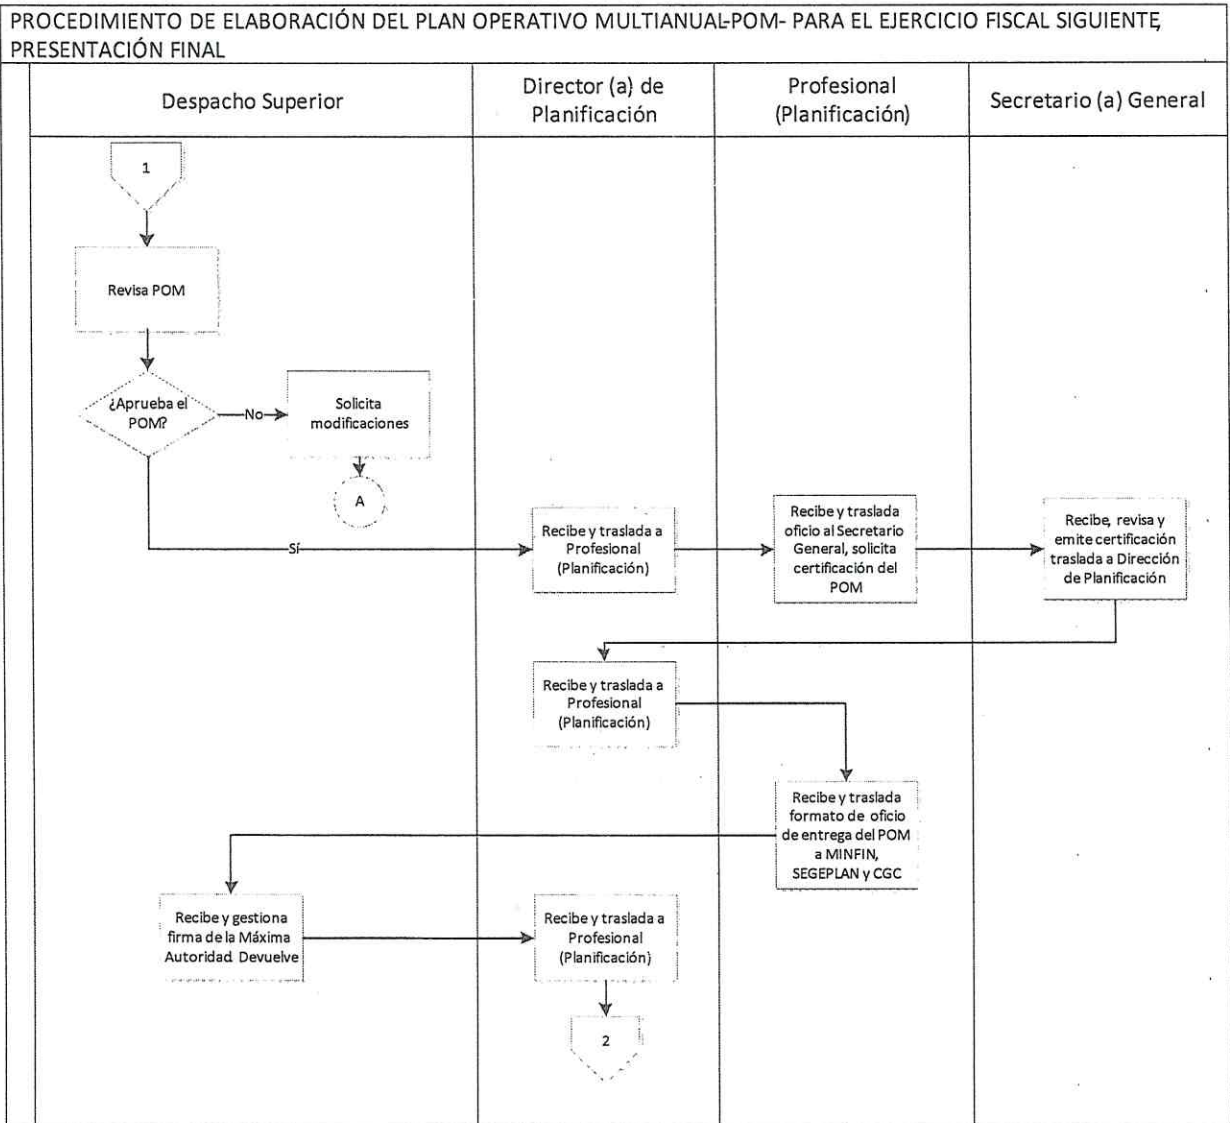 PROCEDIMIENTO DE ELABORACIÓN DEL PLAN OPERATIVO MULTIANUAL-POM- PARA EL EJERCICIO FISCAL SIGUIENTE,
PRESENTACIÓN FINAL
Despacho Superior
Director (a) de
Planificación
Profesional
(Planificación)
Secretario (a) General
1
Revisa POM
¿Aprueba el
POM?
No
Solicita
modificaciones
A
Sí
Recibe y traslada a
Profesional
(Planificación)
Recibe y traslada
oficio al Secretario
General, solicita
certificación del
POM
Recibe, revisa y
emite certificación
traslada a Dirección
de Planificación
Recibe y traslada a
Profesional
(Planificación)
Recibe y traslada
formato de oficio
de entrega del POM
a MINFIN,
SEGEPLAN y CGC
Recibe y gestiona
firma de la Máxima
Autoridad. Devuelve
Recibe y traslada a
Profesional
(Planificación)
2